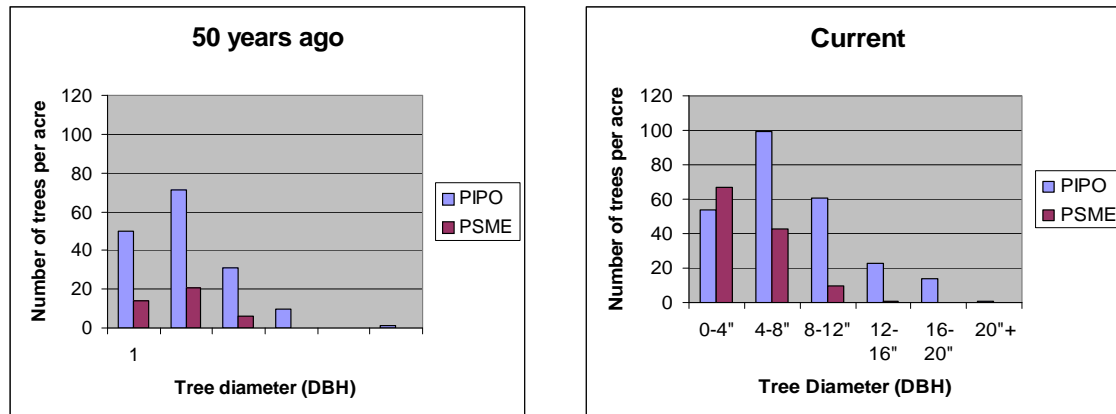 50 years ago
Number of trees per acre
120
100
80
60
40
20
0
1
Tree diameter (DBH)
PIPO
PSME
Current
Number of trees per acre
120
100
80
60
40
20
0
0-4" 4-8" 8-12" 12- 16- 20"+
16" 20"
Tree Diameter (DBH)
PIPO
PSME